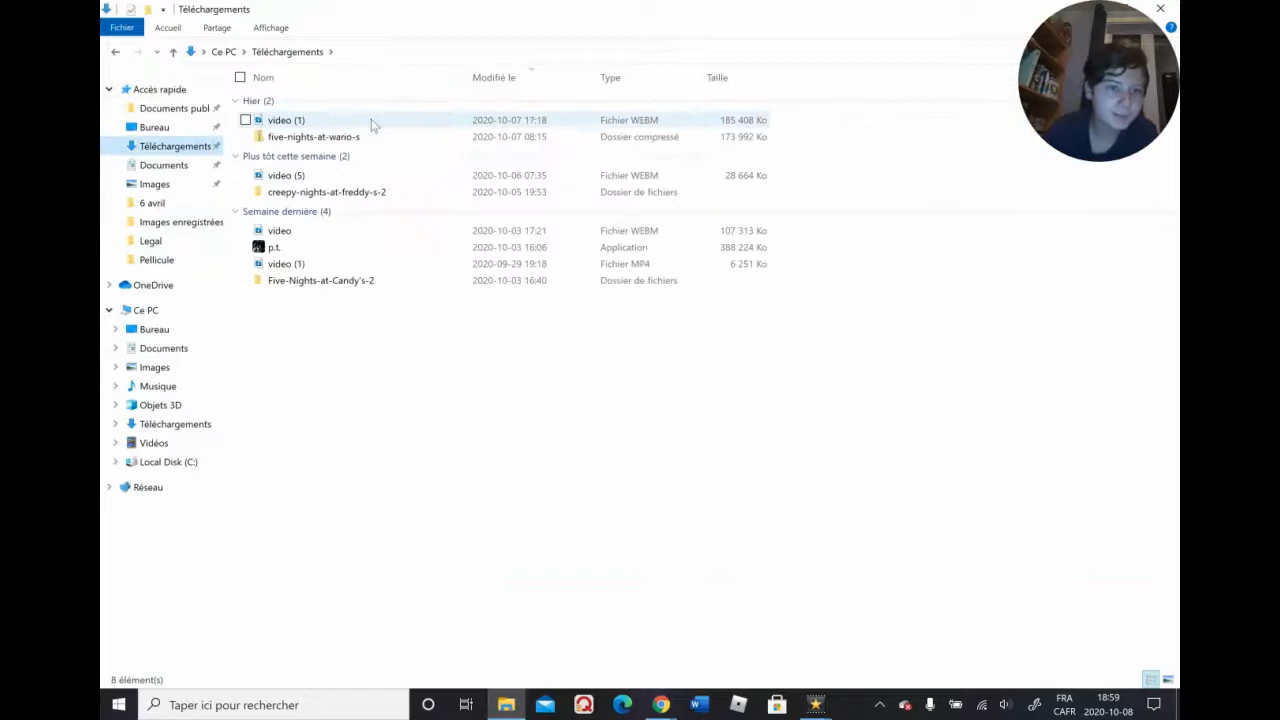 Téléchargements
Fichier Accueil Partage Affichage
Ce PC Téléchargements
Nom Modifié le Type Taille
Hier (2)
video (1) 2020-10-07 17:18 Fichier WEBM 185 408 Ko
five-nights-at-wario-s 2020-10-07 08:15 Dossier compressé 173 992 Ko
Plus tôt cette semaine (2)
video (5) 2020-10-06 07:35 Fichier WEBM 28 664 Ko
creepy-nights-at-freddy-s-2 2020-10-05 19:53 Dossier de fichiers
Semaine dernière (4)
video 2020-10-03 17:21 Fichier WEBM 107 313 Ko
p.t. 2020-10-03 16:06 Application 388 224 Ko
video (1) 2020-09-29 19:18 Fichier MP4 6 251 Ko
Five-Nights-at-Candy's-2 2020-10-03 16:40 Dossier de fichiers
Accès rapide
Documents publ
Bureau
Téléchargements
Documents
Images
6 avril
Images enregistrées
Legal
Pellicule
OneDrive
Ce PC
Bureau
Documents
Images
Musique
Objets 3D
Téléchargements
Vidéos
Local Disk (C:)
Réseau
8 élément(s)
Taper ici pour rechercher
FRA 18:59
CAFR 2020-10-08